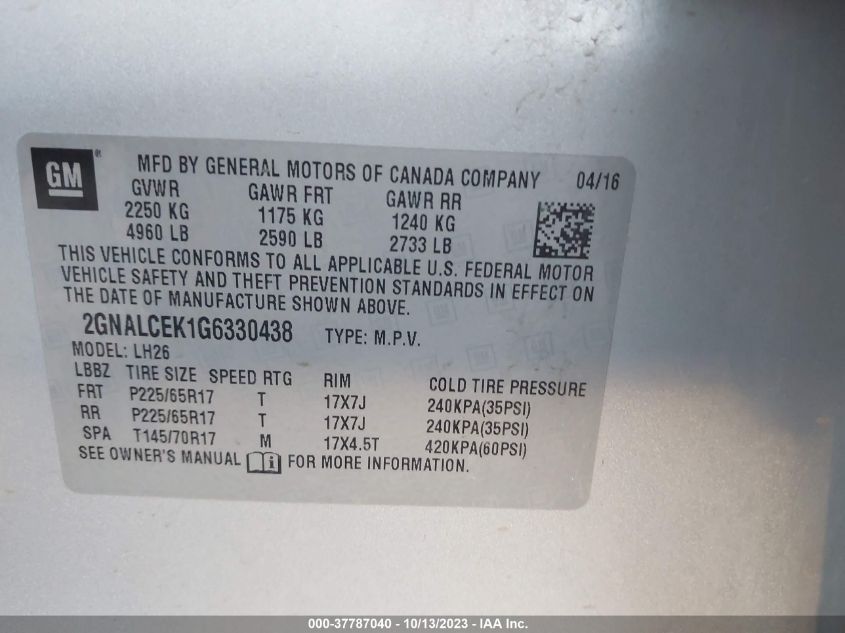 GM ®
MFD BY GENERAL MOTORS OF CANADA COMPANY 04/16
GVWR GAWR FRT GAWR RR
2250 KG 1175 KG 1240 KG
4960 LB 2590 LB 2733 LB
THIS VEHICLE CONFORMS TO ALL APPLICABLE U.S. FEDERAL MOTOR
VEHICLE SAFETY AND THEFT PREVENTION STANDARDS IN EFFECT ON
THE DATE OF MANUFACTURE SHOWN ABOVE.
2GNALCEK1G6330438 TYPE: M.P.V.
MODEL: LH26
LBBZ TIRE SIZE SPEED RTG RIM COLD TIRE PRESSURE
FRT P225/65R17 T 17X7J 240KPA(35PSI)
RR P225/65R17 T 17X7J 240KPA(35PSI)
SPA T145/70R17 M 17X4.5T 420KPA(60PSI)
SEE OWNER'S MANUAL i FOR MORE INFORMATION.
000-37787040 - 10/13/2023 - IAA Inc.